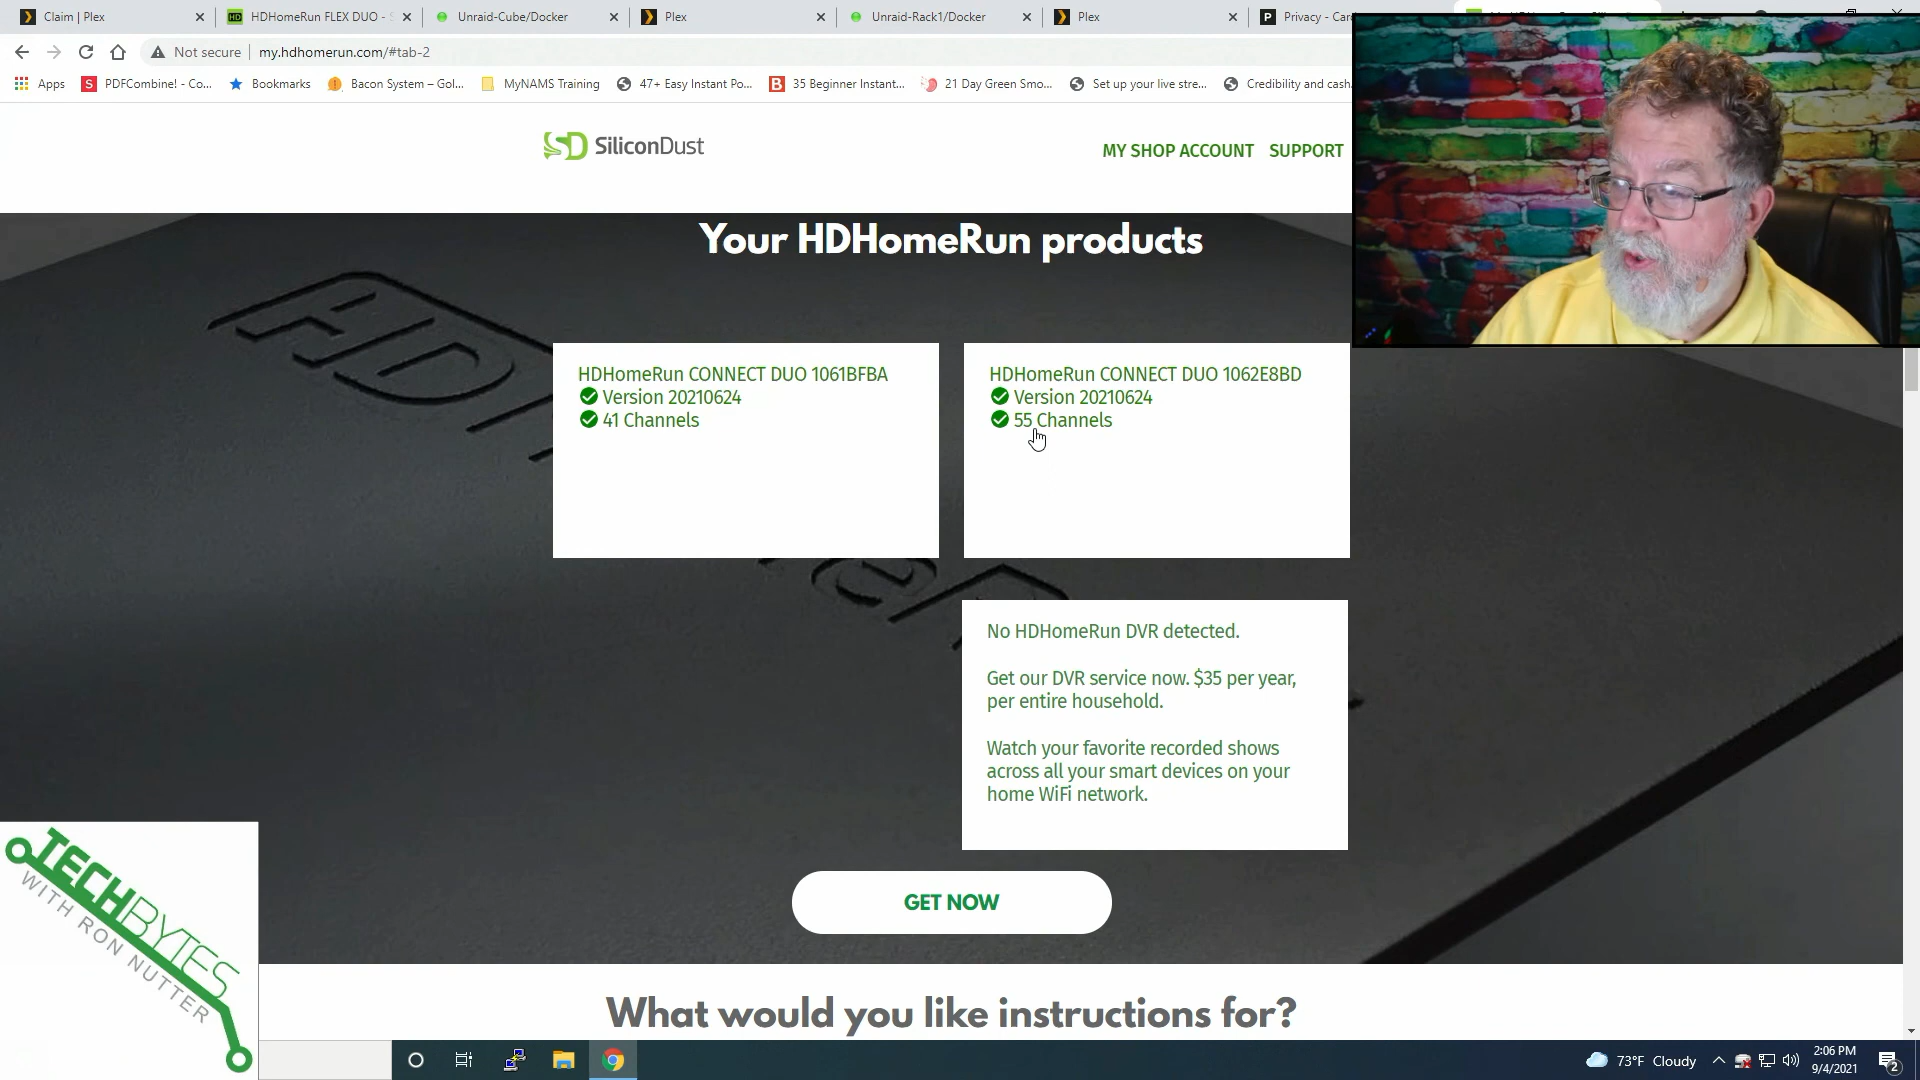 Claim | Plex
HDHomeRun FLEX DUO -
Unraid-Cube/Docker
Plex
Unraid-Rack1/Docker
Plex
Privacy - Car
Not secure
my.hdhomerun.com/#tab-2
Apps
PDFCombine! - Co...
Bookmarks
Bacon System – Gol...
MyNAMS Training
47+ Easy Instant Po...
35 Beginner Instant...
21 Day Green Smo...
Set up your live stre...
Credibility and cash
SD SiliconDust
MY SHOP ACCOUNT
SUPPORT
Your HDHomeRun products
HDHomeRun CONNECT DUO 1061BFBA
Version 20210624
41 Channels
HDHomeRun CONNECT DUO 1062E8BD
Version 20210624
55 Channels
No HDHomeRun DVR detected.
Get our DVR service now. $35 per year,
per entire household.
Watch your favorite recorded shows
across all your smart devices on your
home WiFi network.
GET NOW
What would you like instructions for?
TECHBYTES
WITH RON NUTTER
73°F Cloudy
2:06 PM
9/4/2021
2